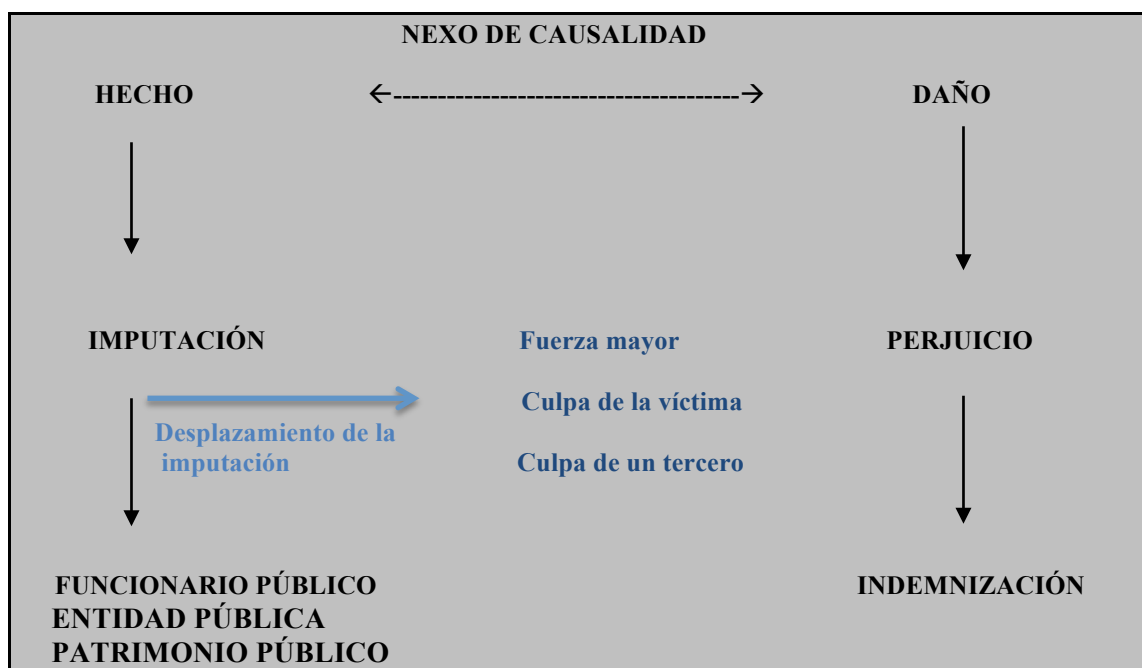 NEXO DE CAUSALIDAD
HECHO ←---------------------------------------→ DAÑO
IMPUTACIÓN Fuerza mayor PERJUICIO
Culpa de la víctima
Desplazamiento de la
imputación Culpa de un tercero
FUNCIONARIO PÚBLICO INDEMNIZACIÓN
ENTIDAD PÚBLICA
PATRIMONIO PÚBLICO